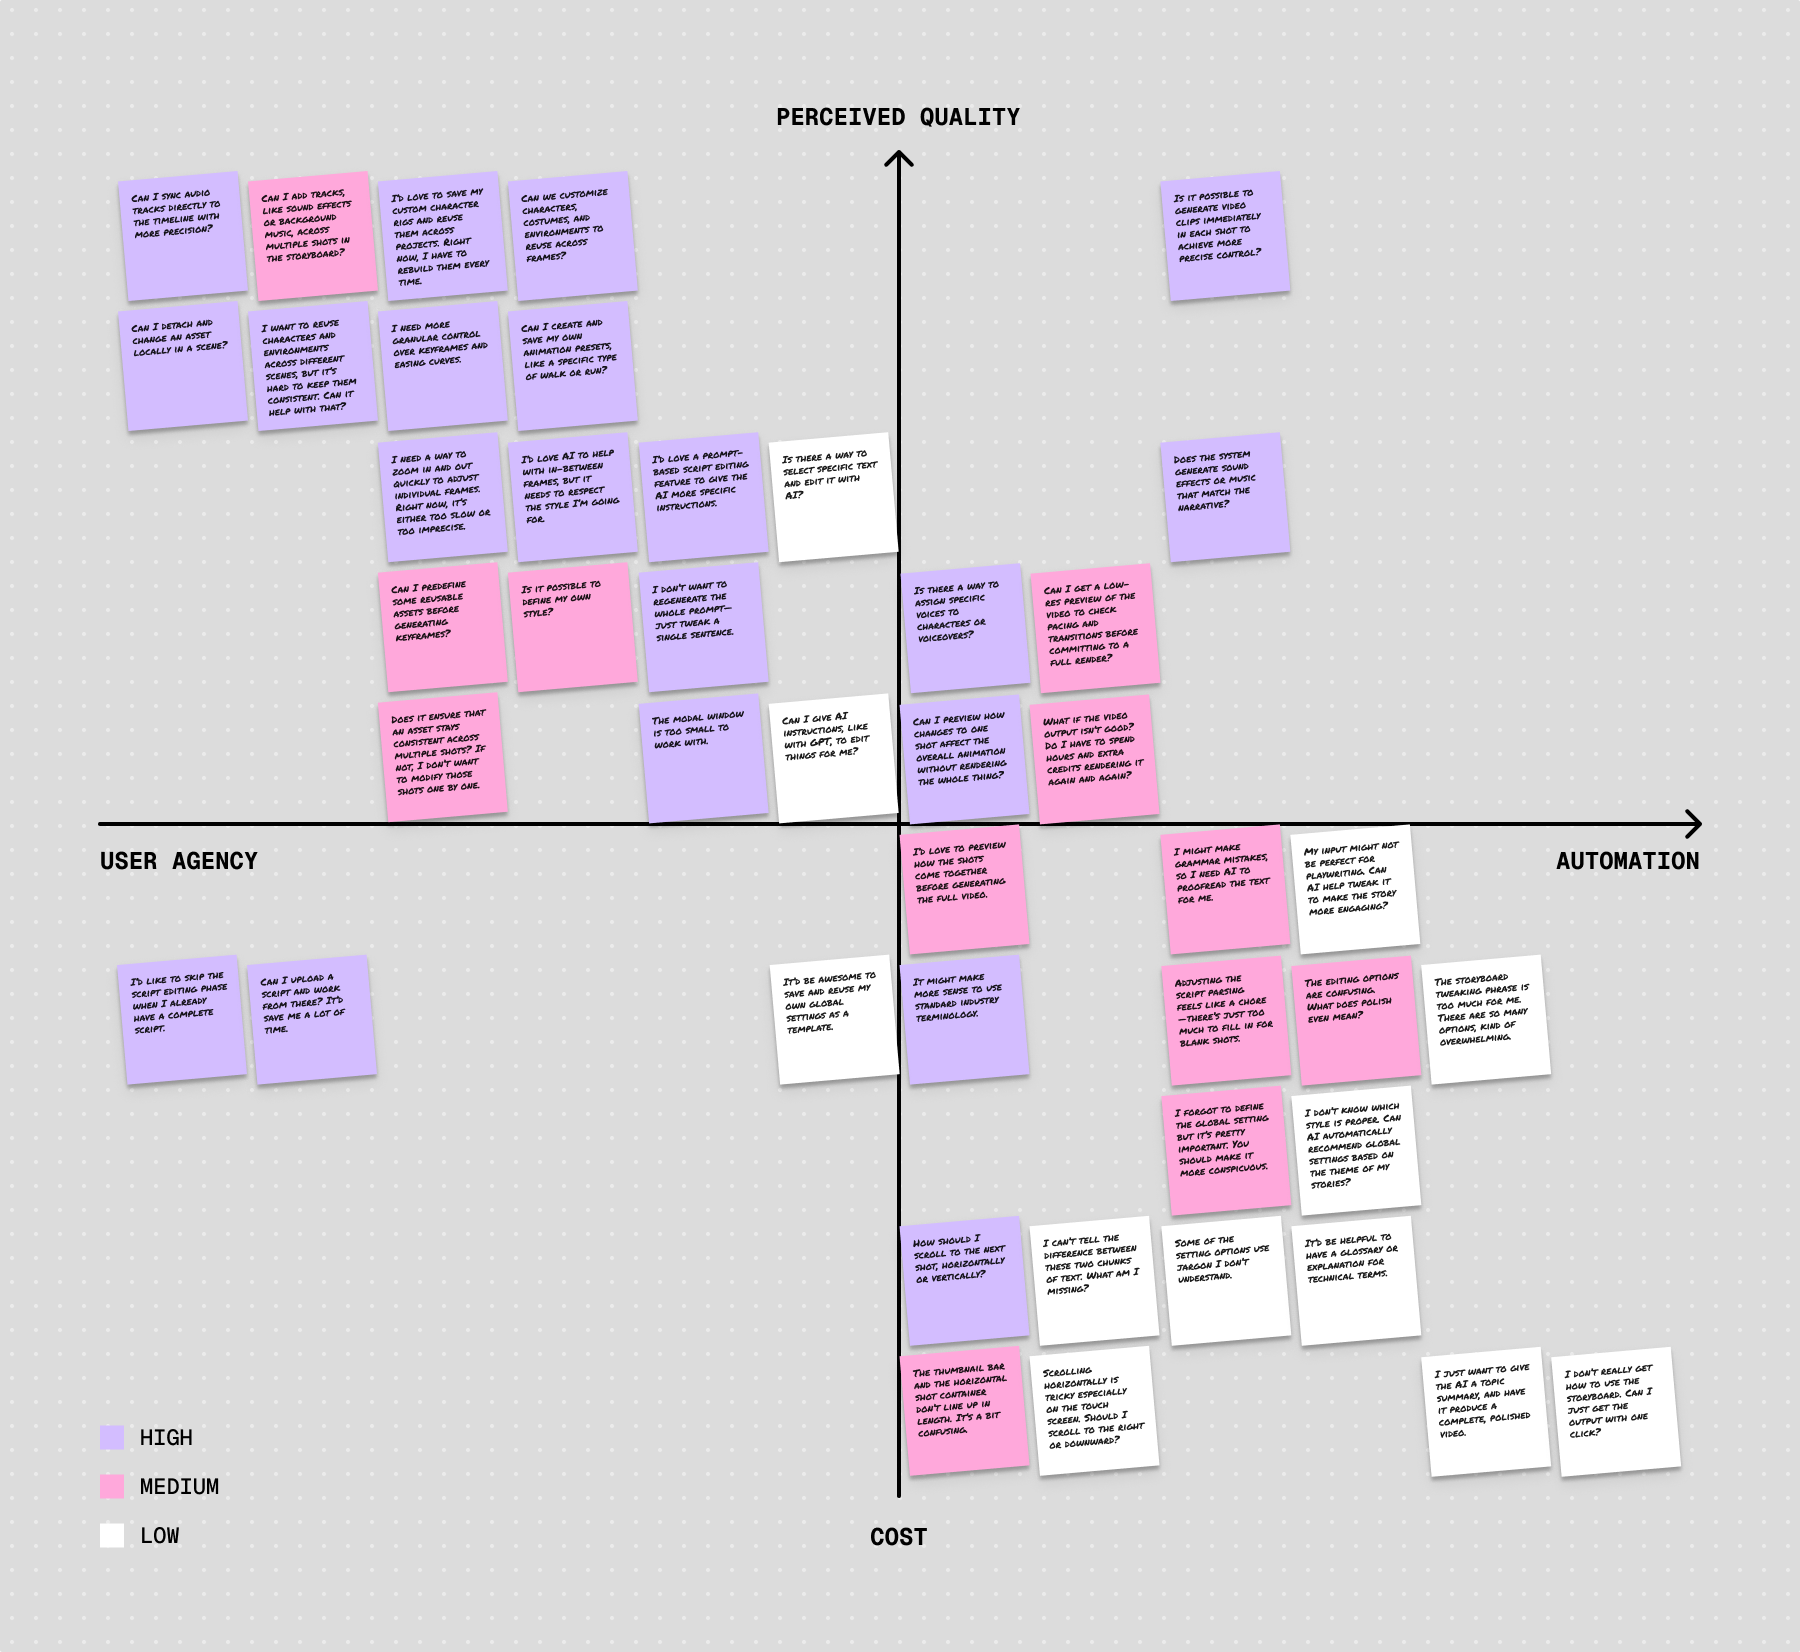 PERCEIVED QUALITY
Can I sync audio
tracks directly to
the timeline with
more precision?
Can I add tracks,
like sound effects
or background
music, across
multiple shots in
the storyboard?
I'd love to save my
custom character
rigs and reuse
them across
projects. Right
now, I have to
rebuild them every
time.
Can we customize
characters,
costumes, and
environments to
reuse across
frames?
Is it possible to
generate video
clips immediately
in each shot to
achieve more
precise control?
Can I detach and
change an asset
locally in a scene?
I want to reuse
characters and
environments
across different
scenes, but it's
hard to keep them
consistent. Can it
help with that?
I need more
granular control
over keyframes and
easing curves.
Can I create and
save my own
animation presets,
like a specific type
of walk or run?
I need a way to
zoom in and out
quickly to adjust
individual frames.
Right now, it's
either too slow or
too imprecise.
I'd love AI to help
with in-between
frames, but it
needs to respect
the style I'm going
for.
I'd love a prompt-
based script editing
feature to give the
AI more specific
instructions.
Is there a way to
select specific text
and edit it with
AI?
Does the system
generate sound
effects or music
that match the
narrative?
Can I predefine
some reusable
assets before
generating
keyframes?
Is it possible to
define my own
style?
I don't want to
regenerate the
whole prompt—
just tweak a
single sentence.
Is there a way to
assign specific
voices to
characters or
voiceovers?
Can I get a low-
res preview of the
video to check
pacing and
transitions before
committing to a
full render?
Does it ensure that
an asset stays
consistent across
multiple shots? If
not, I don't want
to modify those
shots one by one.
The modal window
is too small to
work with.
Can I give AI
instructions, like
with GPT, to edit
things for me?
Can I preview how
changes to one
shot affect the
overall animation
without rendering
the whole thing?
What if the video
output isn't good?
Do I have to spend
hours and extra
credits rendering it
again and again?
USER AGENCY
AUTOMATION
I'd love to preview
how the shots
come together
before generating
the full video.
I might make
grammar mistakes,
so I need AI to
proofread the text
for me.
My input might not
be perfect for
playwriting. Can
AI help tweak it
to make the story
more engaging?
I'd like to skip the
script editing phase
when I already
have a complete
script.
Can I upload a
script and work
from there? It'd
save me a lot of
time.
It'd be awesome to
save and reuse my
own global
settings as a
template.
It might make
more sense to use
standard industry
terminology.
Adjusting the
script parsing
feels like a chore
—there's just too
much to fill in for
blank shots.
The editing options
are confusing.
What does polish
even mean?
The storyboard
tweaking phrase is
too much for me.
There are so many
options, kind of
overwhelming.
I forgot to define
the global setting
but it's pretty
important. You
should make it
more conspicuous.
I don't know which
style is proper. Can
AI automatically
recommend global
settings based on
the theme of my
stories?
How should I
scroll to the next
shot, horizontally
or vertically?
I can't tell the
difference between
these two chunks
of text. What am I
missing?
Some of the
setting options use
jargon I don't
understand.
It'd be helpful to
have a glossary or
explanation for
technical terms.
The thumbnail bar
and the horizontal
shot container
don't line up in
length. It's a bit
confusing.
Scrolling
horizontally is
tricky especially
on the touch
screen. Should I
scroll to the right
or downward?
I just want to give
the AI a topic
summary, and have
it produce a
complete, polished
video.
I don't really get
how to use the
storyboard. Can I
just get the
output with one
click?
HIGH
MEDIUM
LOW
COST